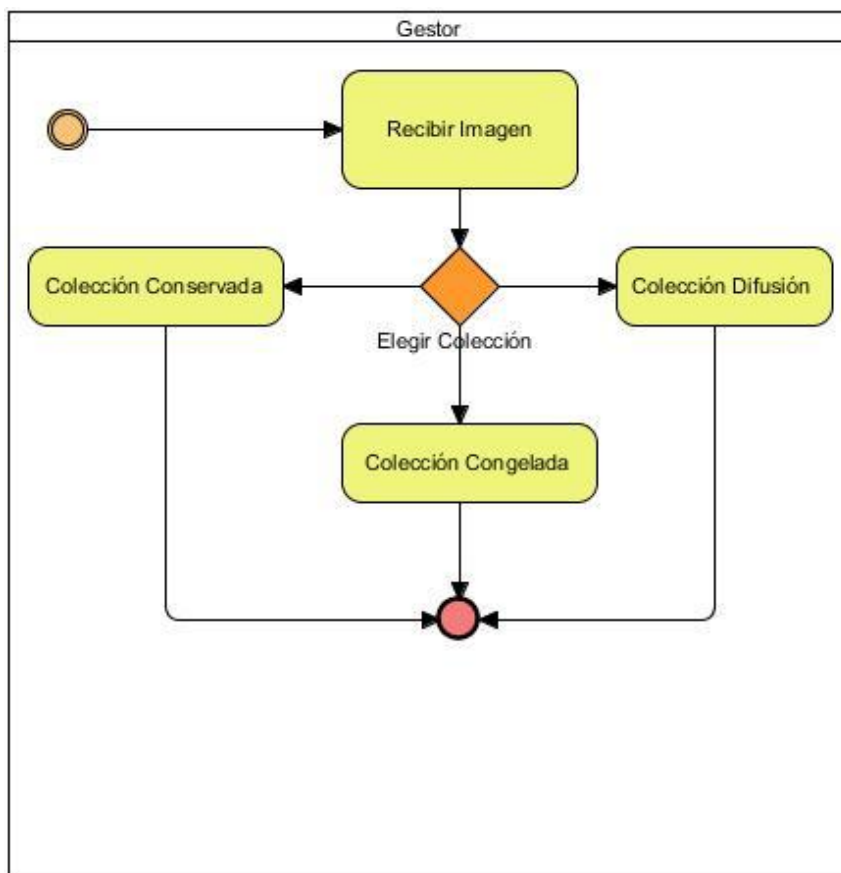 Gestor
Recibir Imagen
Colección Conservada
Colección Difusión
Elegir Colección
Colección Congelada